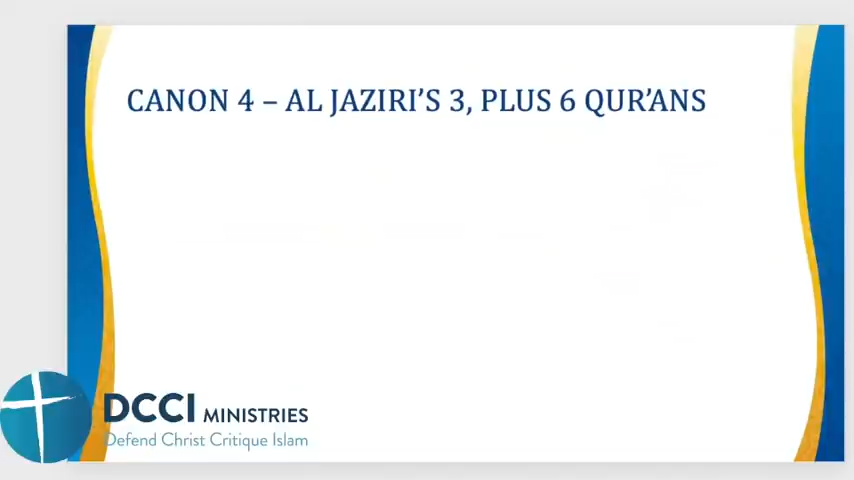 CANON 4 – AL JAZIRI’S 3, PLUS 6 QUR’ANS
DCCI MINISTRIES
Defend Christ Critique Islam